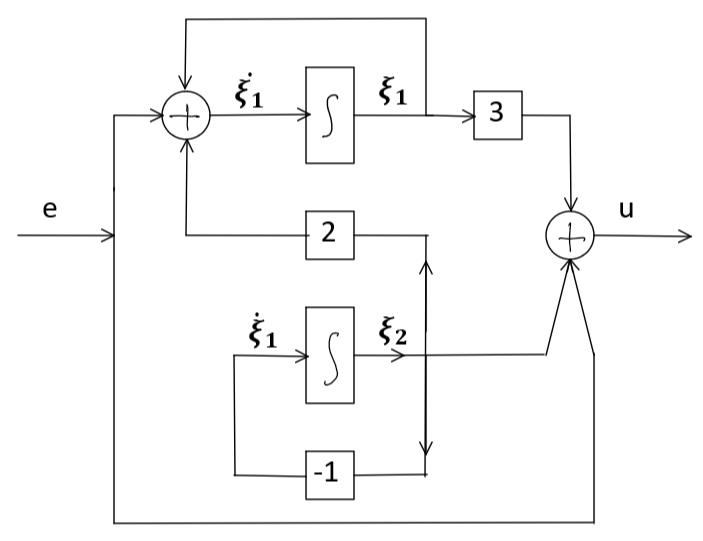 ξ̇₁ ∫ ξ₁ 3
+
e 2 + u
ξ̇₁ ∫ ξ₂
-1